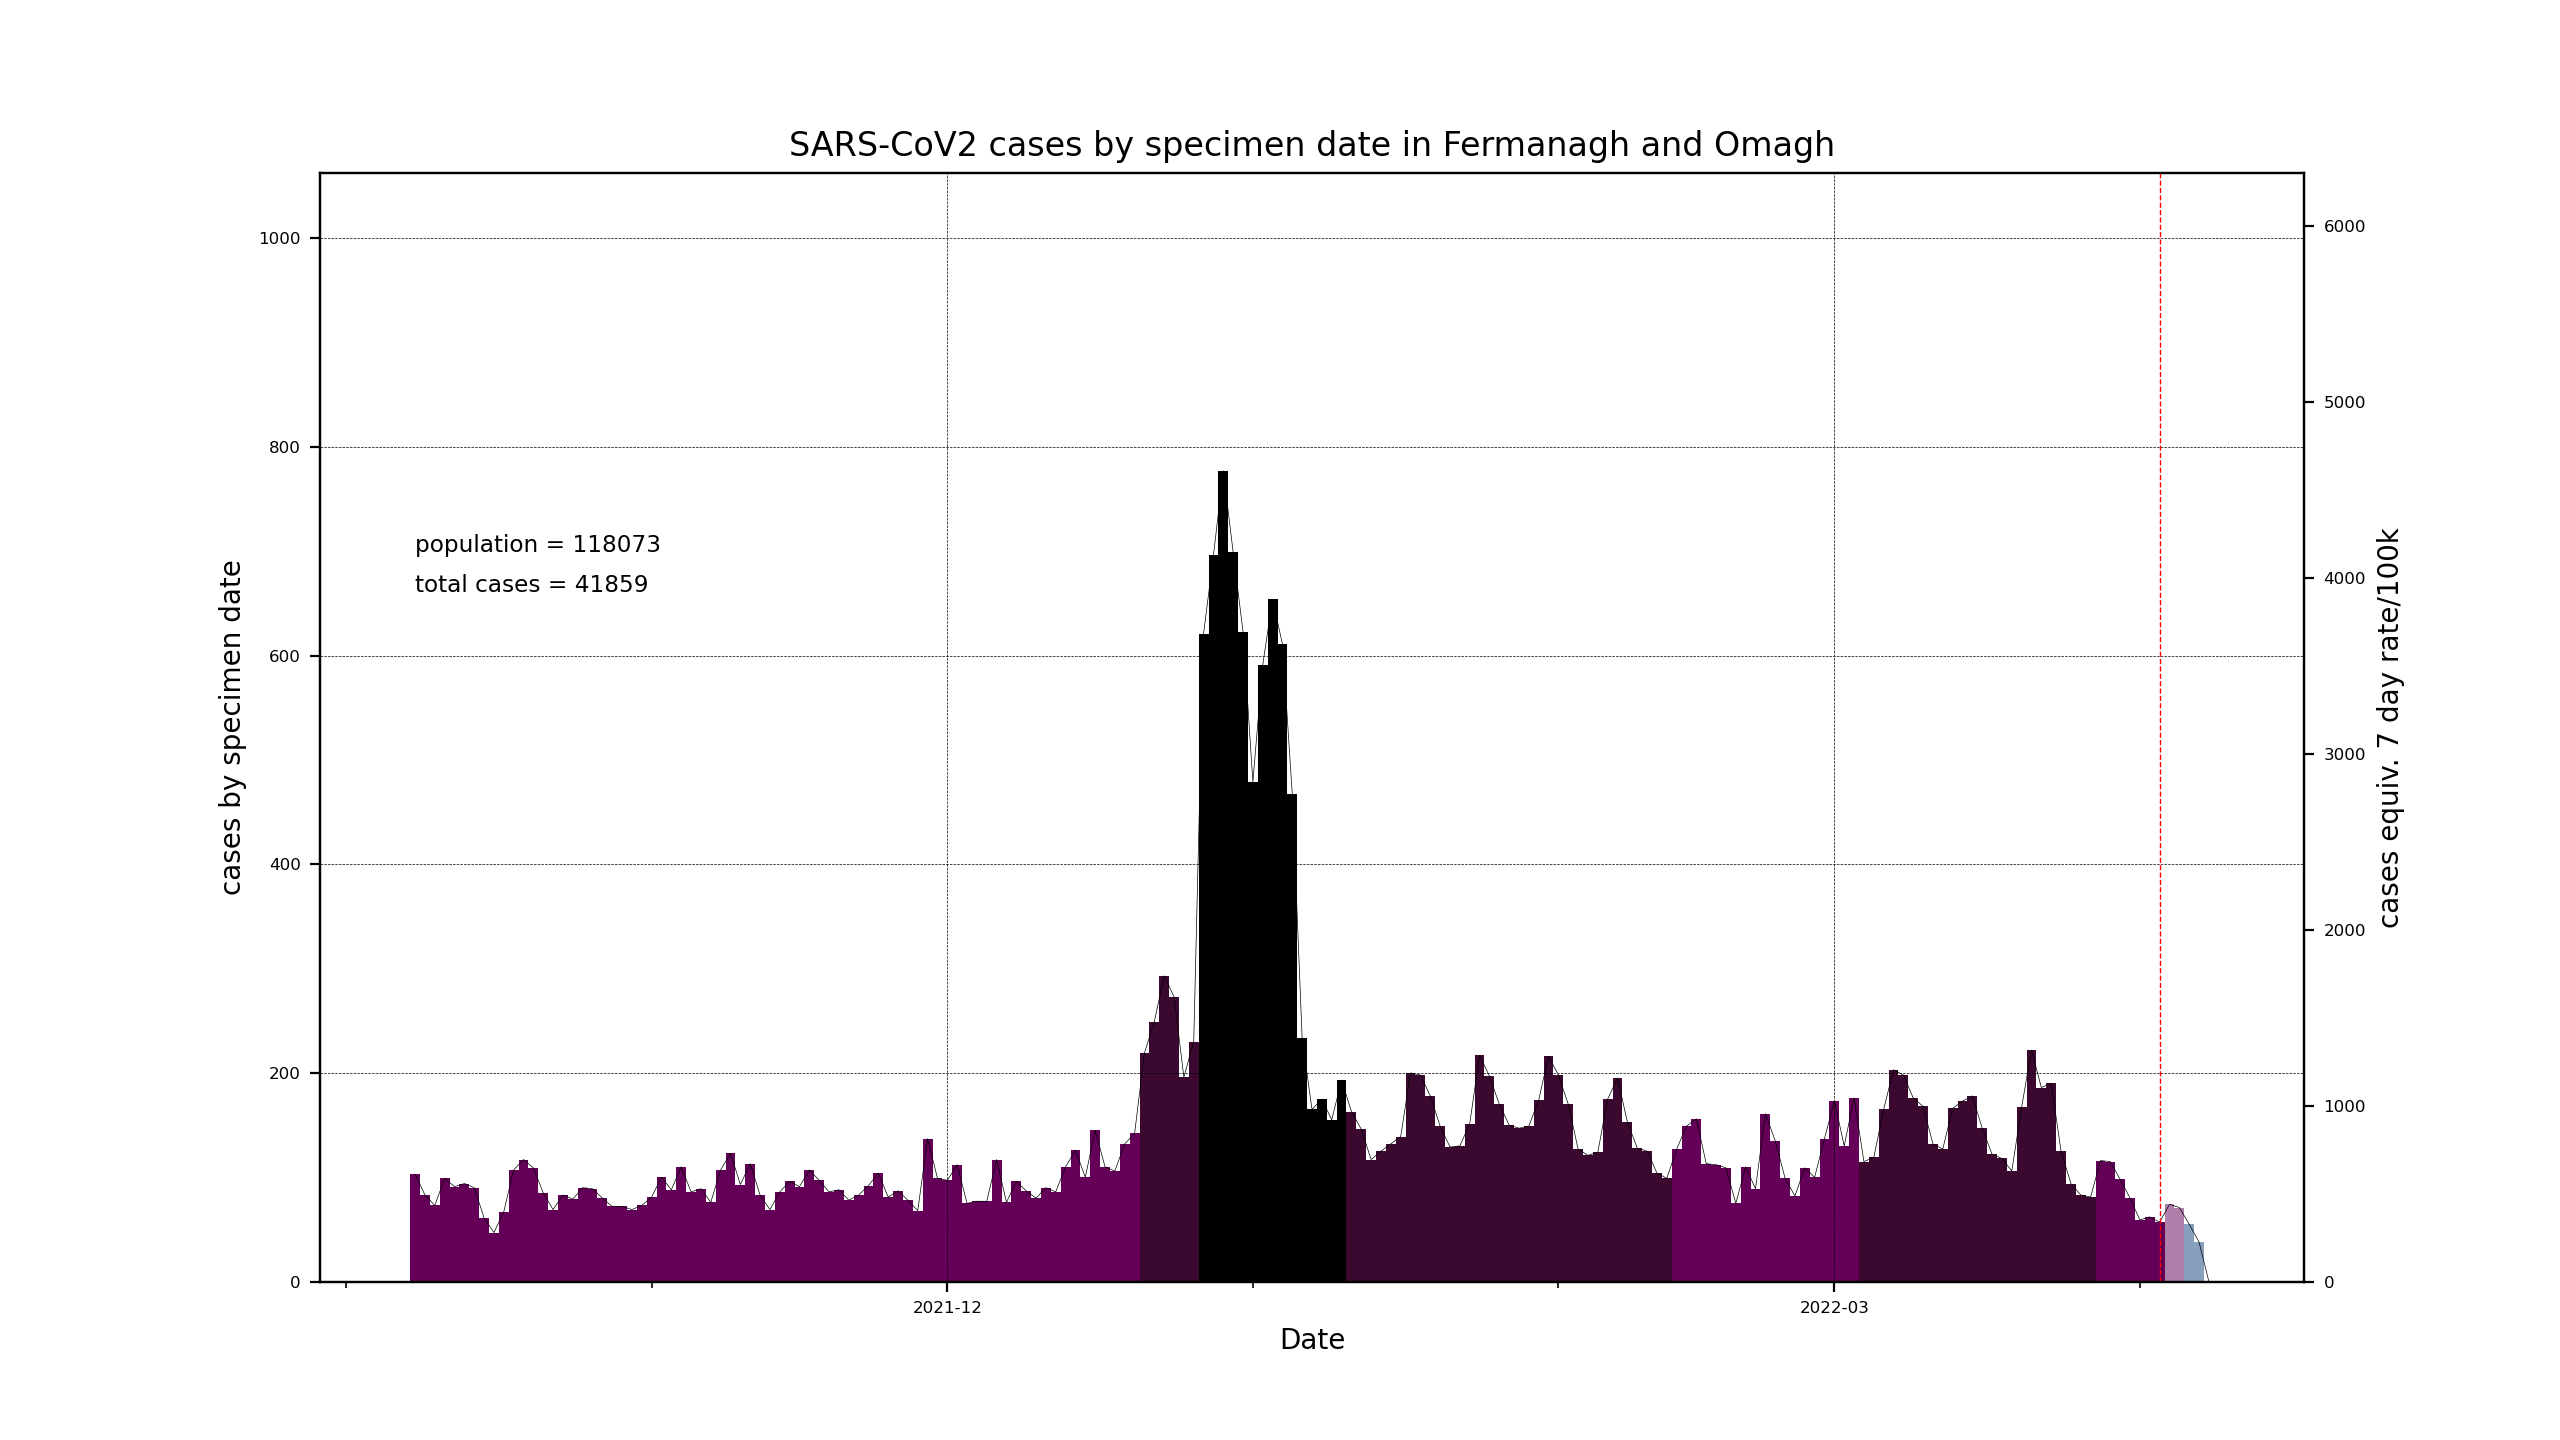 SARS-CoV2 cases by specimen date in Fermanagh and Omagh
1000
800
600
400
200
0
cases by specimen date
population = 118073
total cases = 41859
6000
5000
4000
3000
2000
1000
0
cases equiv. 7 day rate/100k
2021-12
2022-03
Date